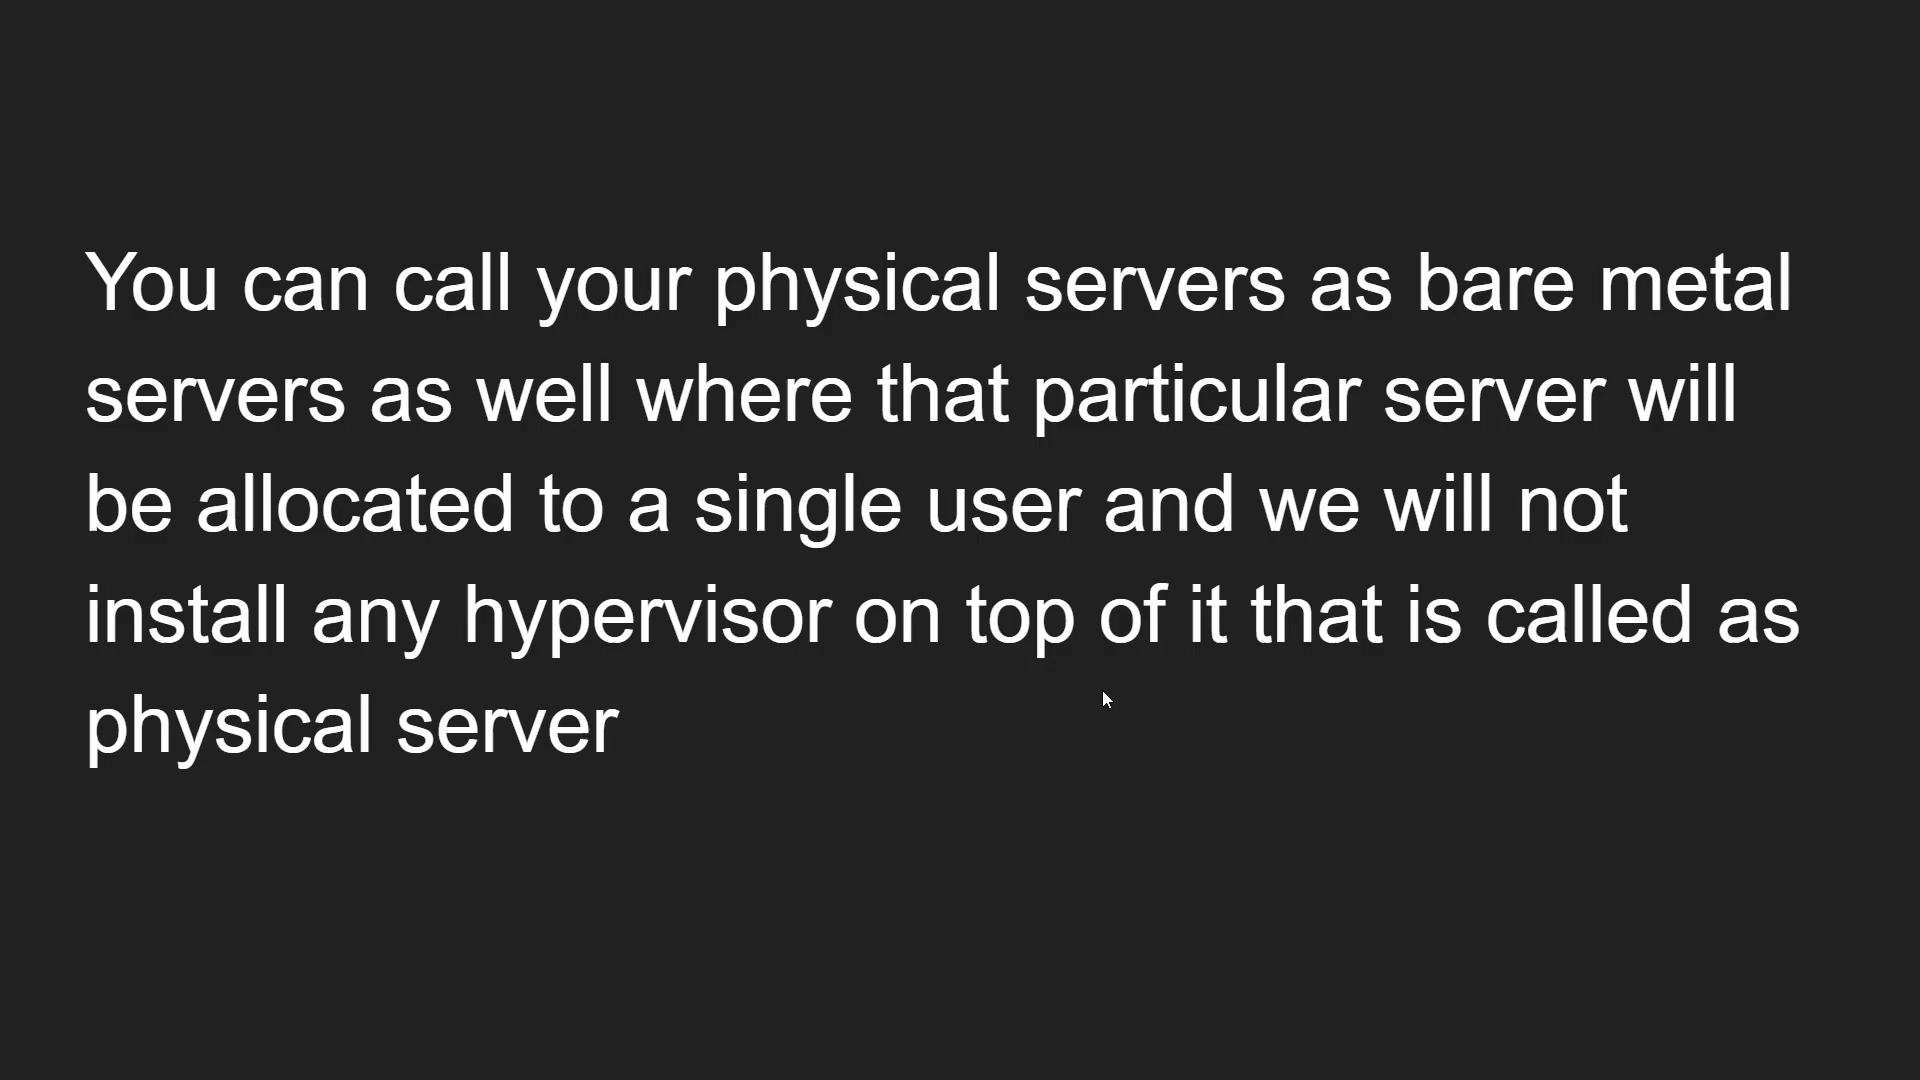 You can call your physical servers as bare metal
servers as well where that particular server will
be allocated to a single user and we will not
install any hypervisor on top of it that is called as
physical server